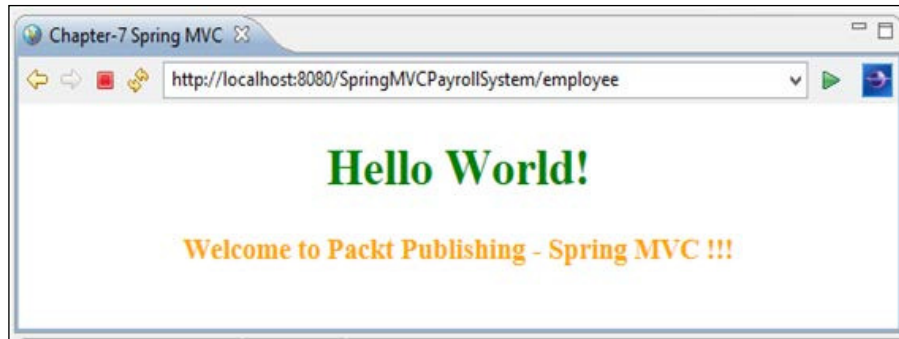 Chapter-7 Spring MVC
http://localhost:8080/SpringMVCPayrollSystem/employee
Hello World!
Welcome to Packt Publishing - Spring MVC !!!